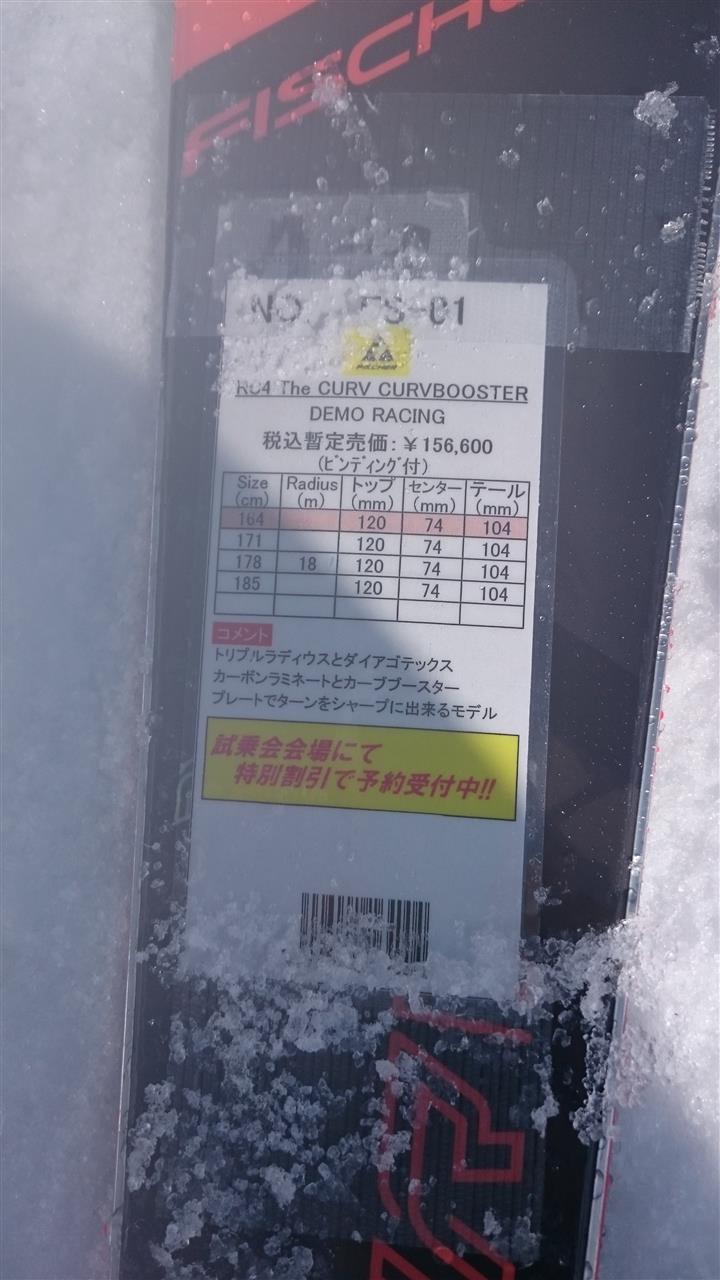 FISCH
NO. FS-01
FISCHER
RC4 The CURV CURVBOOSTER
DEMO RACING
税込暫定売価:￥156,600
(ﾋﾞﾝﾃﾞｨﾝｸﾞ付)
Size (cm) Radius (m) トップ (mm) センター (mm) テール (mm)
164 120 74 104
171 120 74 104
178 18 120 74 104
185 120 74 104
コメント
トリプルラディウスとダイアゴテックス
カーボンラミネートとカーブブースター
プレートでターンをシャープに出来るモデル
試乗会会場にて
特別割引で予約受付中!!